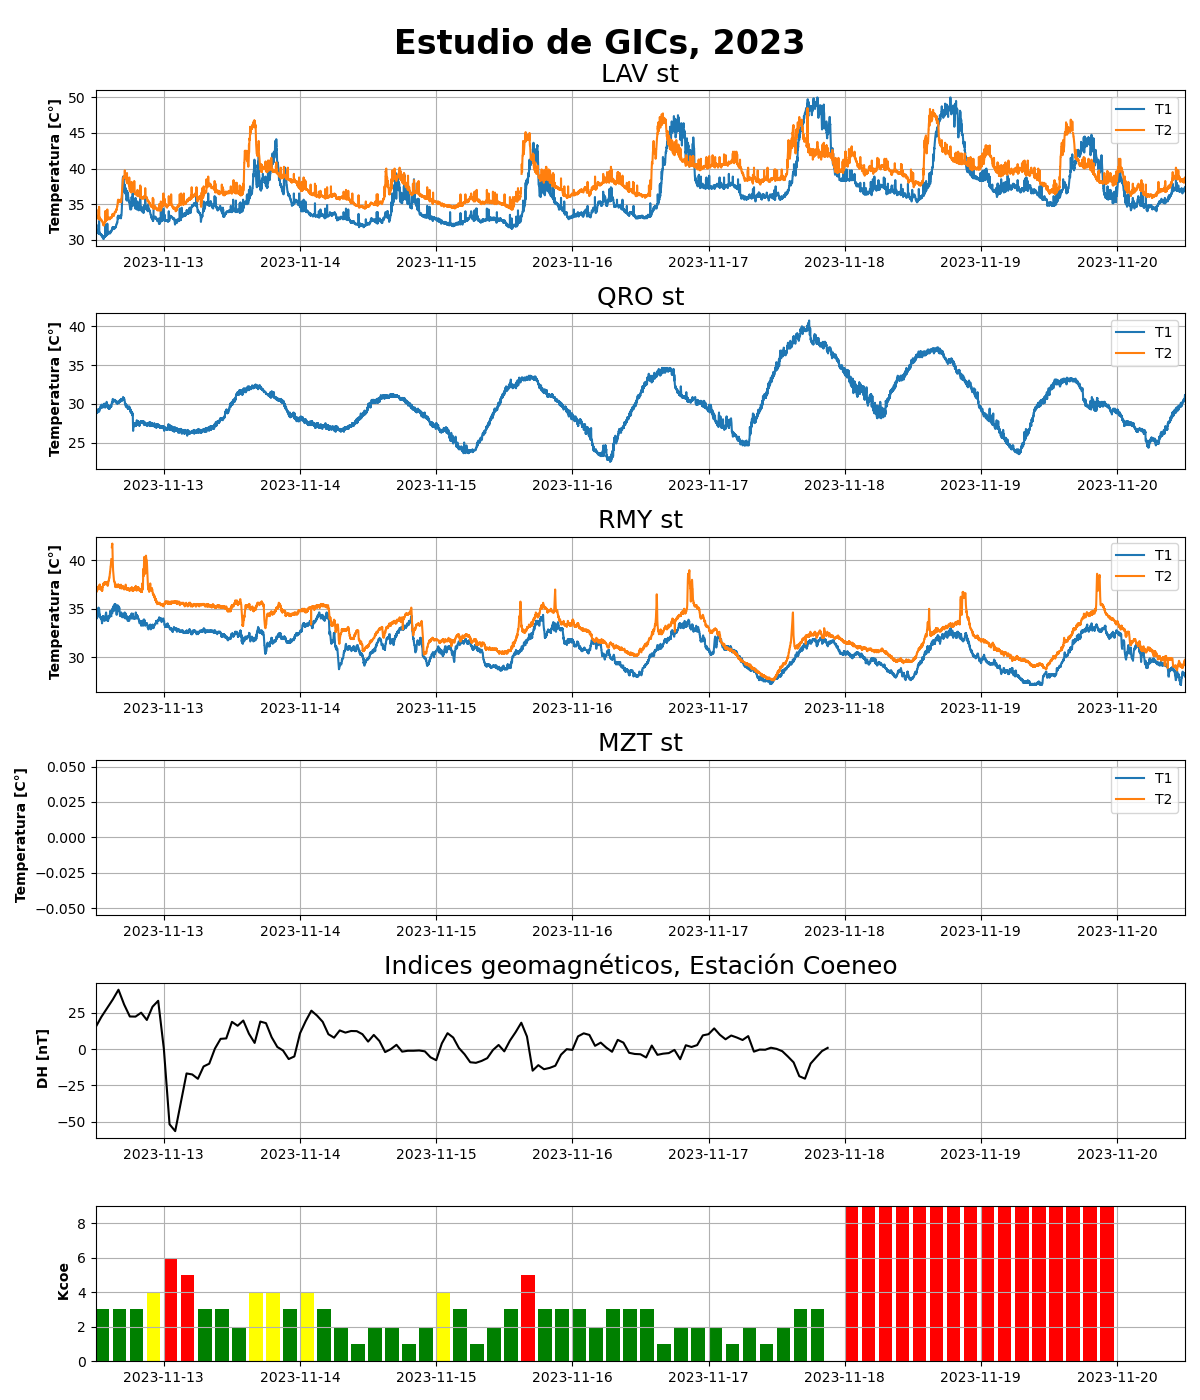 Estudio de GICs, 2023
LAV st
Temperatura [C°]
50
45
40
35
30
T1
T2
2023-11-13 2023-11-14 2023-11-15 2023-11-16 2023-11-17 2023-11-18 2023-11-19 2023-11-20
QRO st
Temperatura [C°]
40
35
30
25
T1
T2
2023-11-13 2023-11-14 2023-11-15 2023-11-16 2023-11-17 2023-11-18 2023-11-19 2023-11-20
RMY st
Temperatura [C°]
40
35
30
T1
T2
2023-11-13 2023-11-14 2023-11-15 2023-11-16 2023-11-17 2023-11-18 2023-11-19 2023-11-20
MZT st
Temperatura [C°]
0.050
0.025
0.000
−0.025
−0.050
T1
T2
2023-11-13 2023-11-14 2023-11-15 2023-11-16 2023-11-17 2023-11-18 2023-11-19 2023-11-20
Indices geomagnéticos, Estación Coeneo
DH [nT]
25
0
−25
−50
2023-11-13 2023-11-14 2023-11-15 2023-11-16 2023-11-17 2023-11-18 2023-11-19 2023-11-20
Kcoe
8
6
4
2
0
2023-11-13 2023-11-14 2023-11-15 2023-11-16 2023-11-17 2023-11-18 2023-11-19 2023-11-20